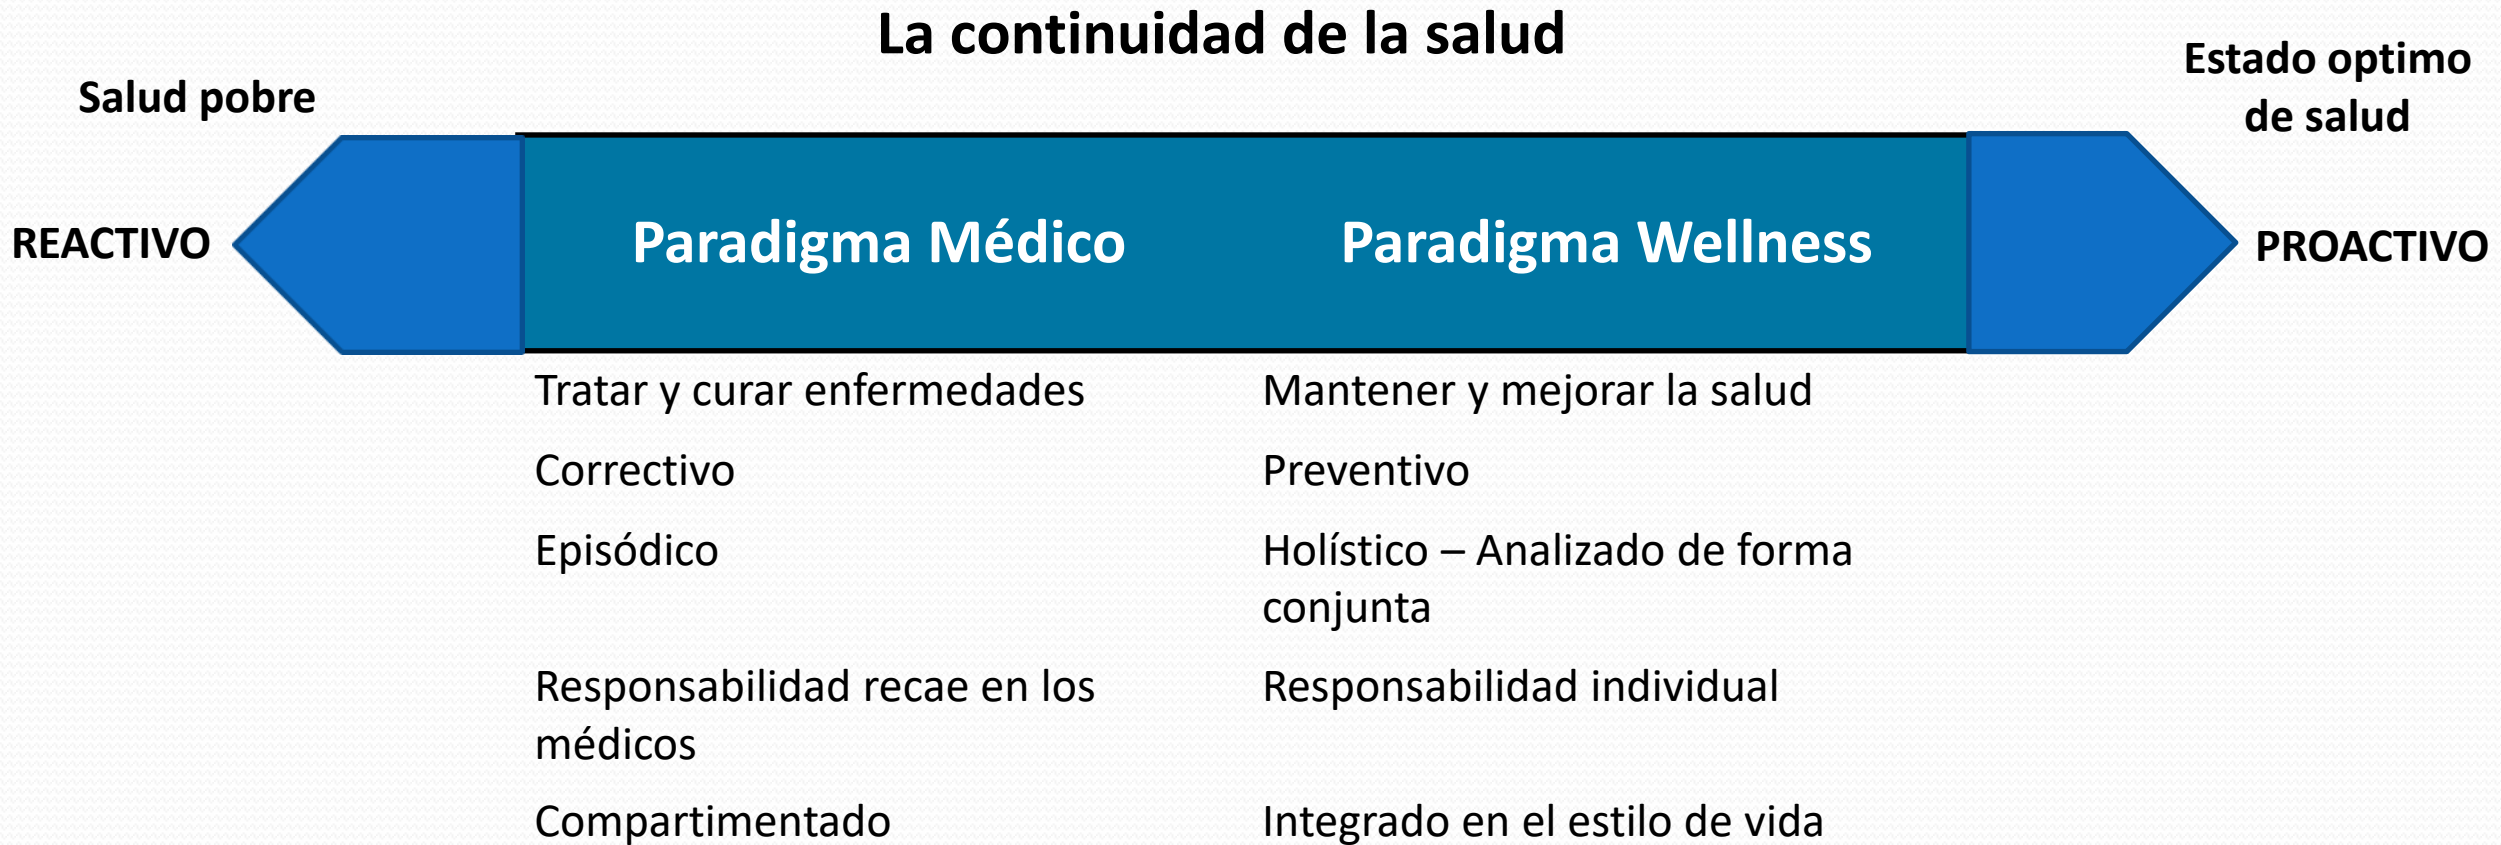 La continuidad de la salud
Salud pobre
Estado optimo
de salud
REACTIVO
Paradigma Médico
Paradigma Wellness
PROACTIVO
Tratar y curar enfermedades
Mantener y mejorar la salud
Correctivo
Preventivo
Episódico
Holístico – Analizado de forma
conjunta
Responsabilidad recae en los
médicos
Responsabilidad individual
Compartimentado
Integrado en el estilo de vida